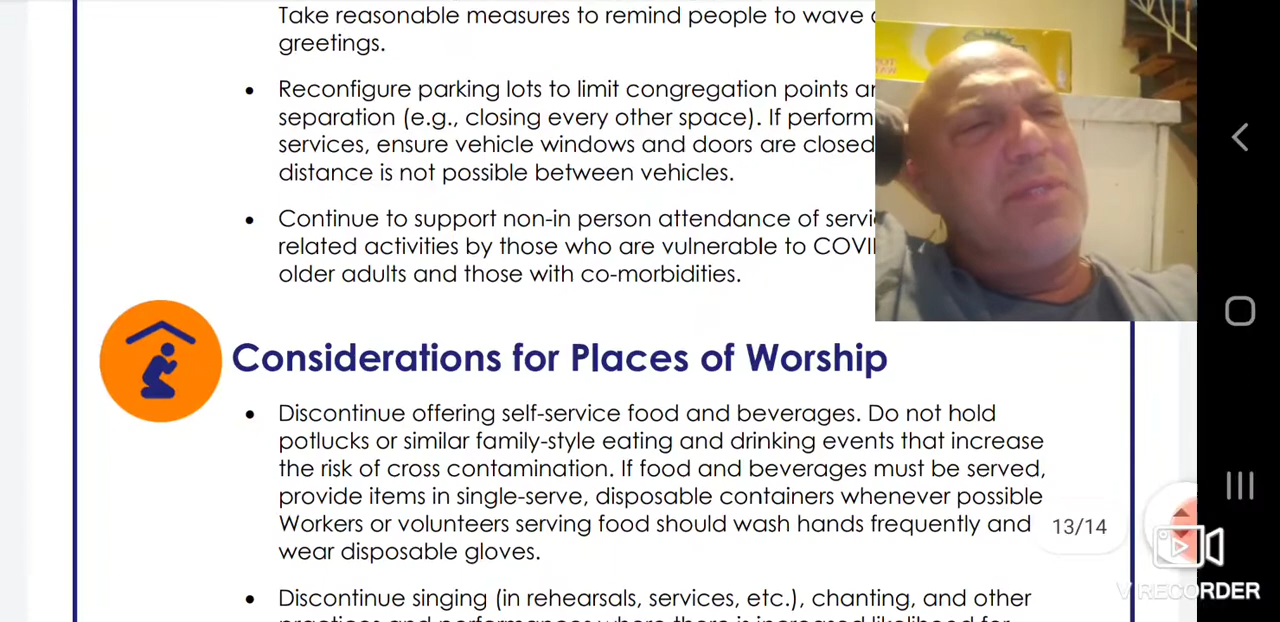 Take reasonable measures to remind people to wave
greetings.
• Reconfigure parking lots to limit congregation points
separation (e.g., closing every other space). If perform
services, ensure vehicle windows and doors are closed
distance is not possible between vehicles.
• Continue to support non-in person attendance of
related activities by those who are vulnerable to
older adults and those with co-morbidities.
Considerations for Places of Worship
• Discontinue offering self-service food and beverages. Do not hold
potlucks or similar family-style eating and drinking events that increase
the risk of cross contamination. If food and beverages must be served,
provide items in single-serve, disposable containers whenever possible
Workers or volunteers serving food should wash hands frequently and
wear disposable gloves.
13/14
• Discontinue singing (in rehearsals, services, etc.), chanting, and other
V RECORDER